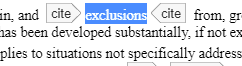 in, and cite exclusions cite from, gr
has been developed substantially, if not ex
plies to situations not specifically address